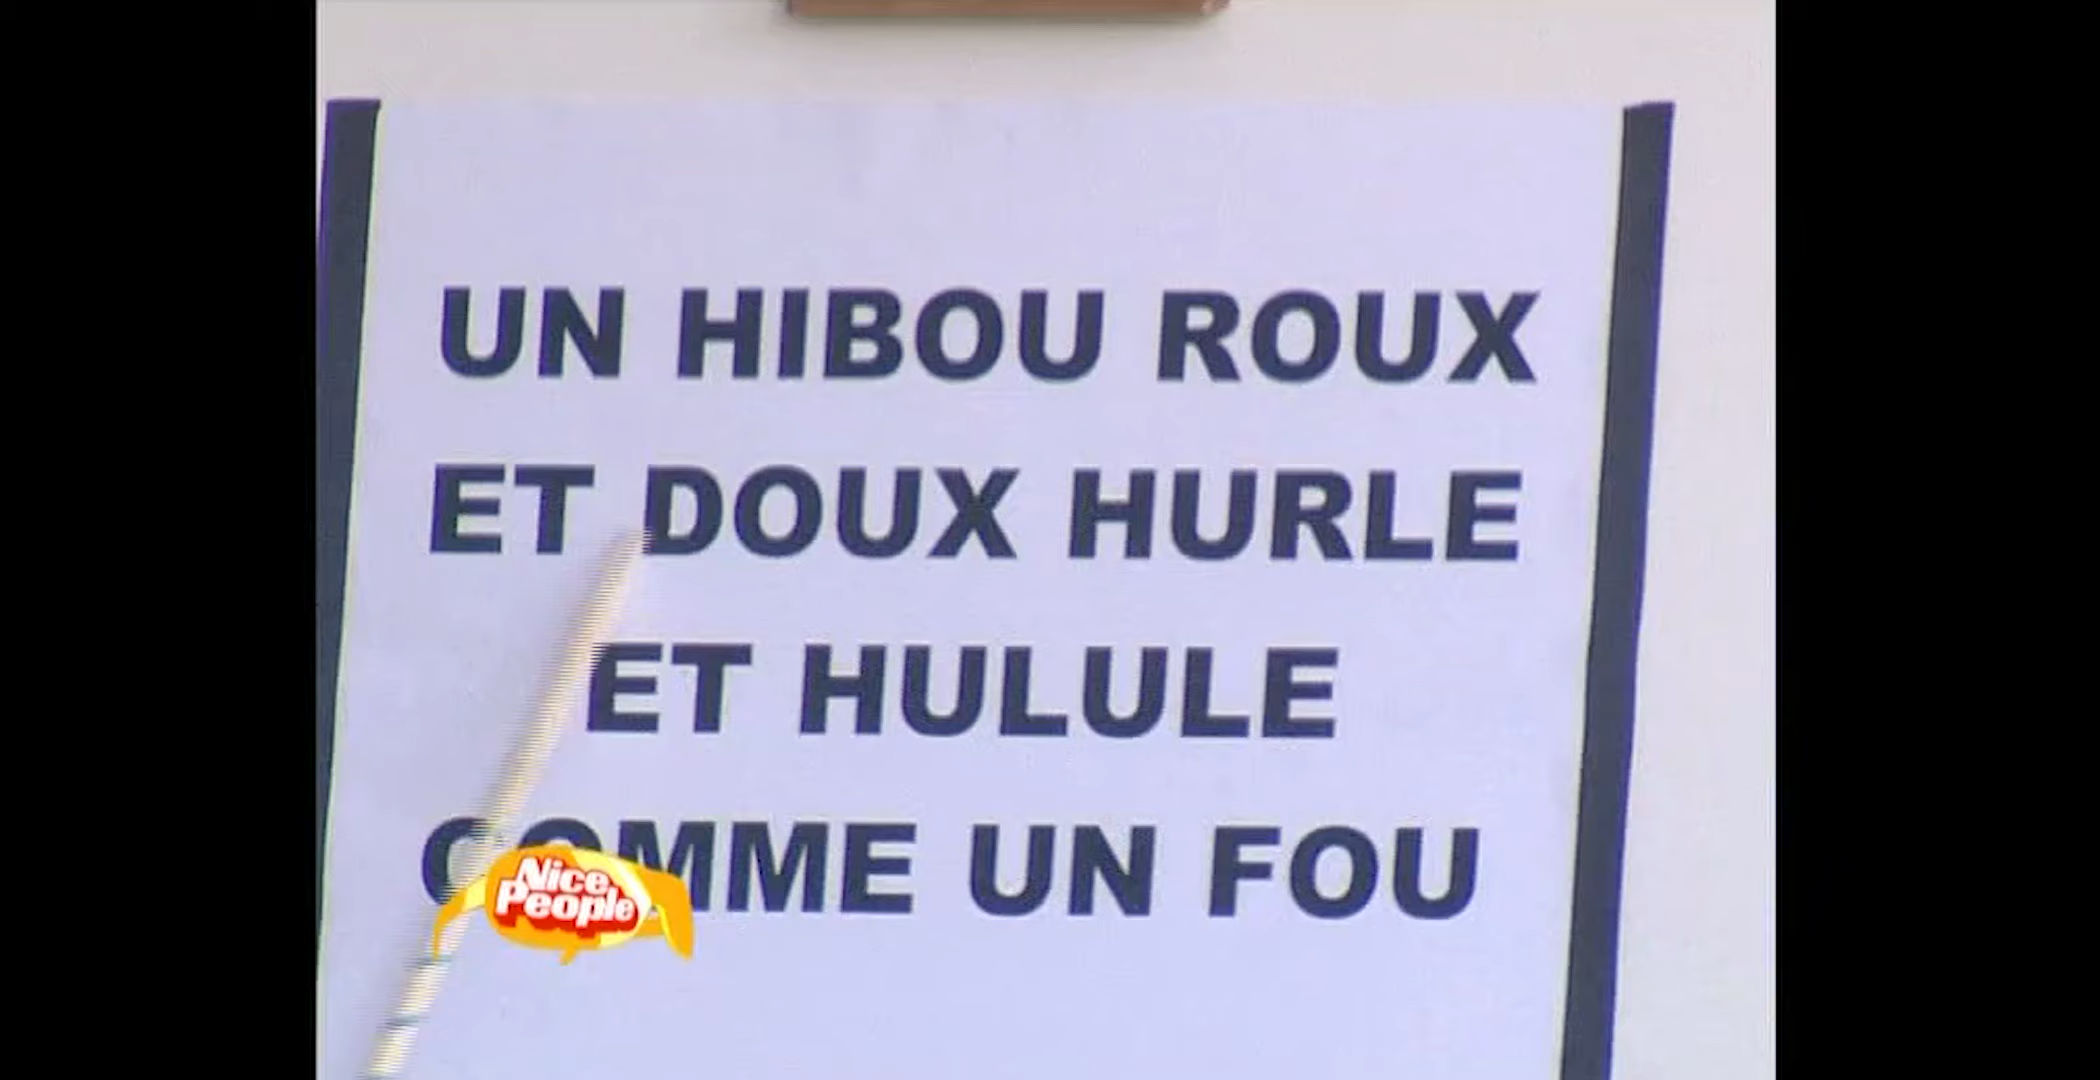 UN HIBOU ROUX
ET DOUX HURLE
ET HULULE
COMME UN FOU
Nice
People